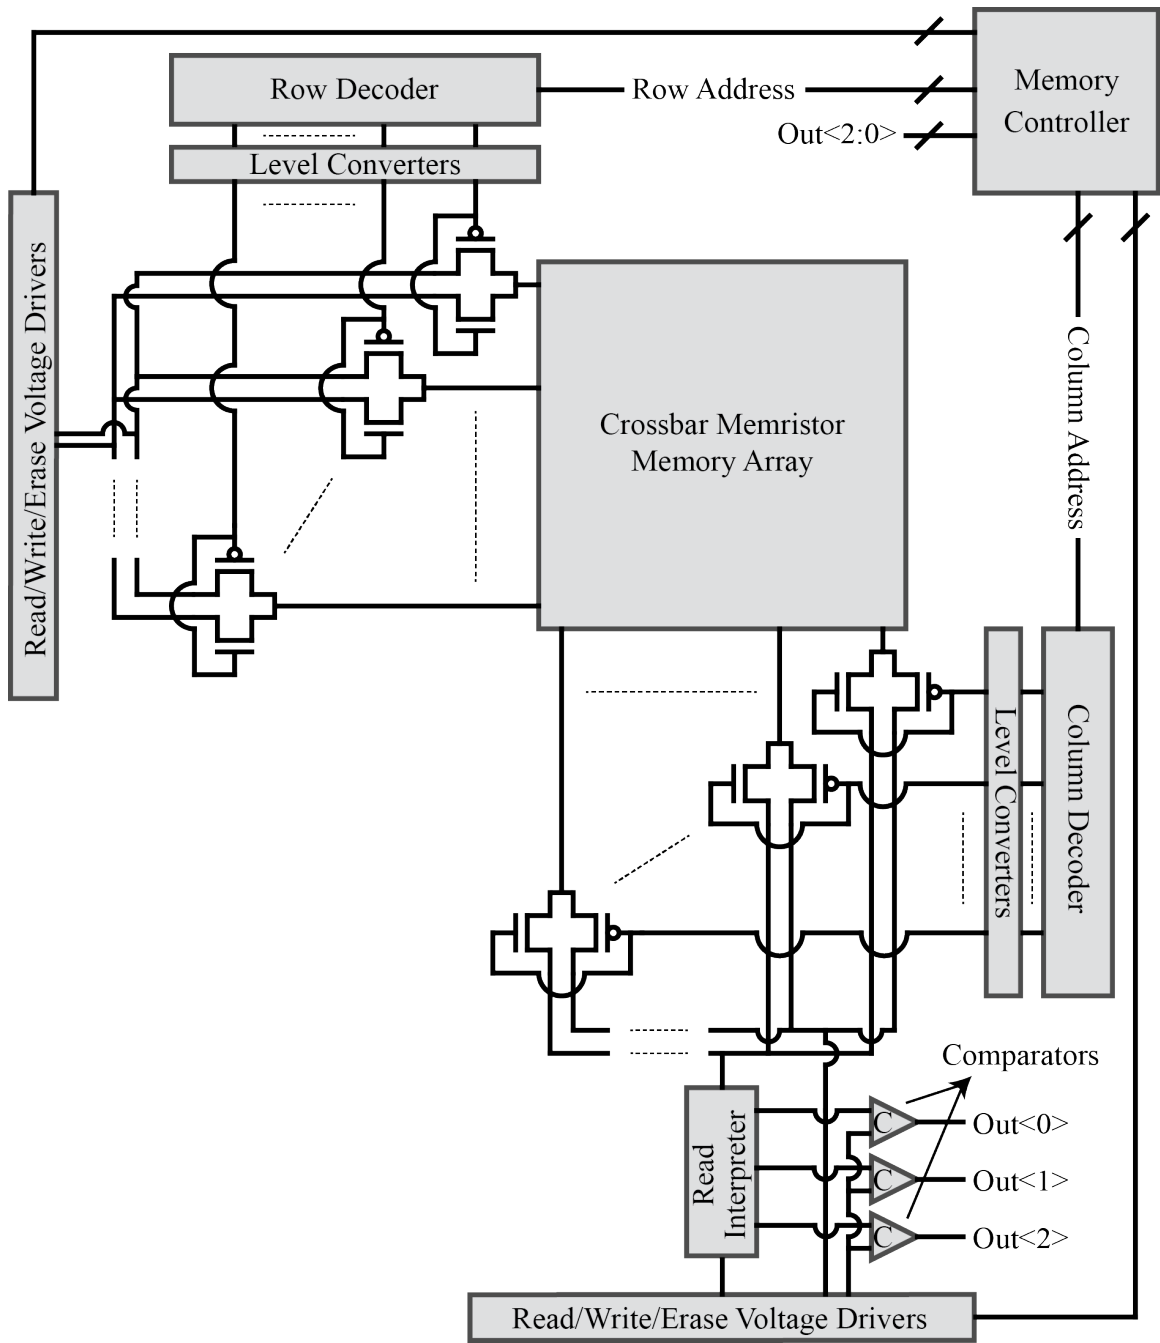 Row Decoder
Row Address
Memory
Controller
Out<2:0>
Level Converters
Read/Write/Erase Voltage Drivers
Crossbar Memristor
Memory Array
Column Address
Level Converters
Column Decoder
Comparators
Read
Interpreter
C
Out<0>
C
Out<1>
C
Out<2>
Read/Write/Erase Voltage Drivers